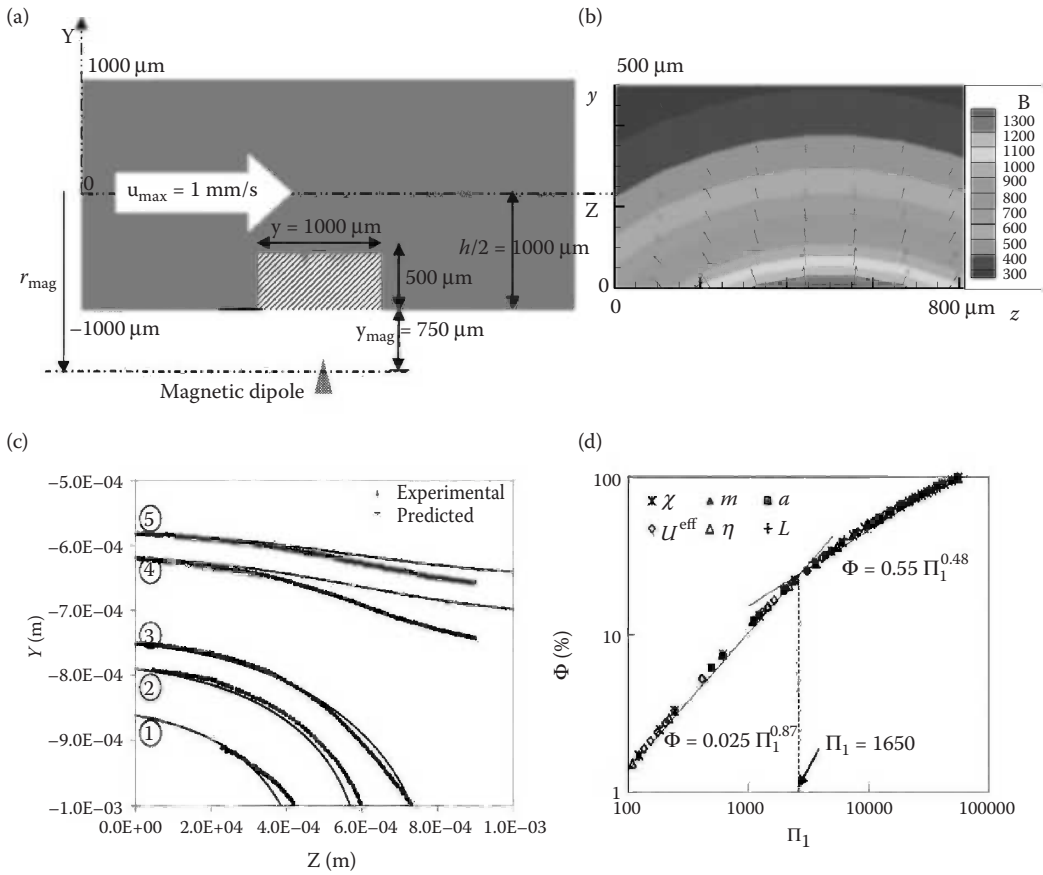 (a)
Y
1000 μm
0
u_max = 1 mm/s
Z
y = 1000 μm
h/2 = 1000 μm
500 μm
r_mag
−1000 μm
y_mag = 750 μm
Magnetic dipole
(b)
500 μm
y
B
1300
1200
1100
1000
900
800
700
600
500
400
300
0
0
800 μm
z
(c)
−5.0E−04
−6.0E−04
−7.0E−04
−8.0E−04
−9.0E−04
−1.0E−03
Y (m)
Experimental
Predicted
5
4
3
2
1
0.0E−00
2.0E−04
4.0E−04
6.0E−04
8.0E−04
1.0E−03
Z (m)
(d)
100
10
1
Φ (%)
χ m a
U^eff η L
Φ = 0.55 Π₁^0.48
Φ = 0.025 Π₁^0.87
Π₁ = 1650
100
1000
10000
100000
Π₁